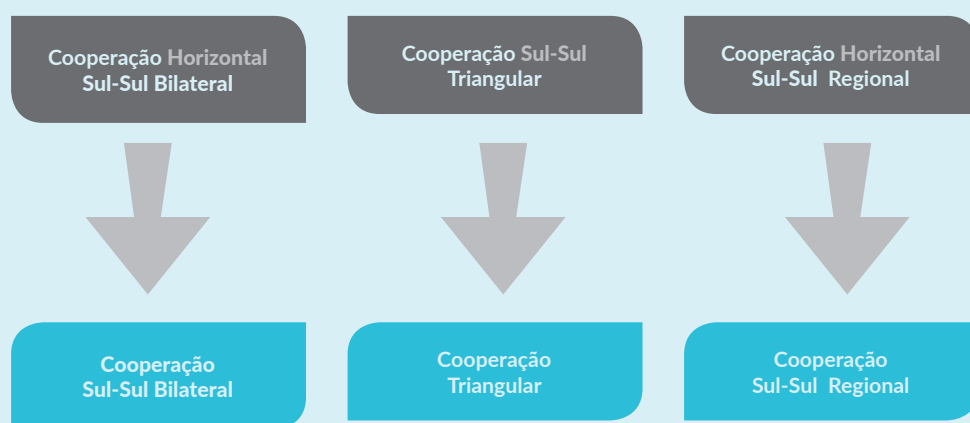 Cooperação Horizontal
Sul-Sul Bilateral
Cooperação Sul-Sul
Triangular
Cooperação Horizontal
Sul-Sul Regional
Cooperação
Sul-Sul Bilateral
Cooperação
Triangular
Cooperação
Sul-Sul Regional